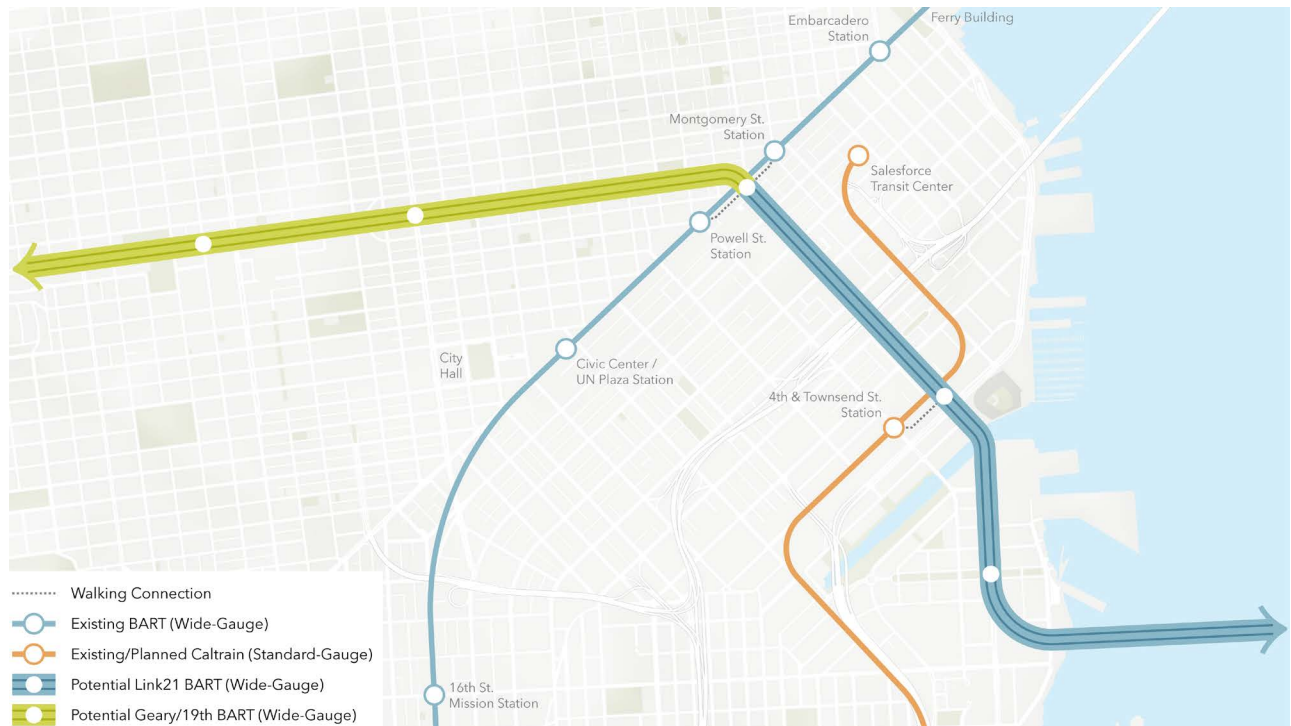 Embarcadero
Station
Ferry Building
Montgomery St.
Station
Salesforce
Transit Center
Powell St.
Station
City
Hall
Civic Center /
UN Plaza Station
4th & Townsend St.
Station
Walking Connection
Existing BART (Wide-Gauge)
Existing/Planned Caltrain (Standard-Gauge)
Potential Link21 BART (Wide-Gauge)
Potential Geary/19th BART (Wide-Gauge)
16th St.
Mission Station